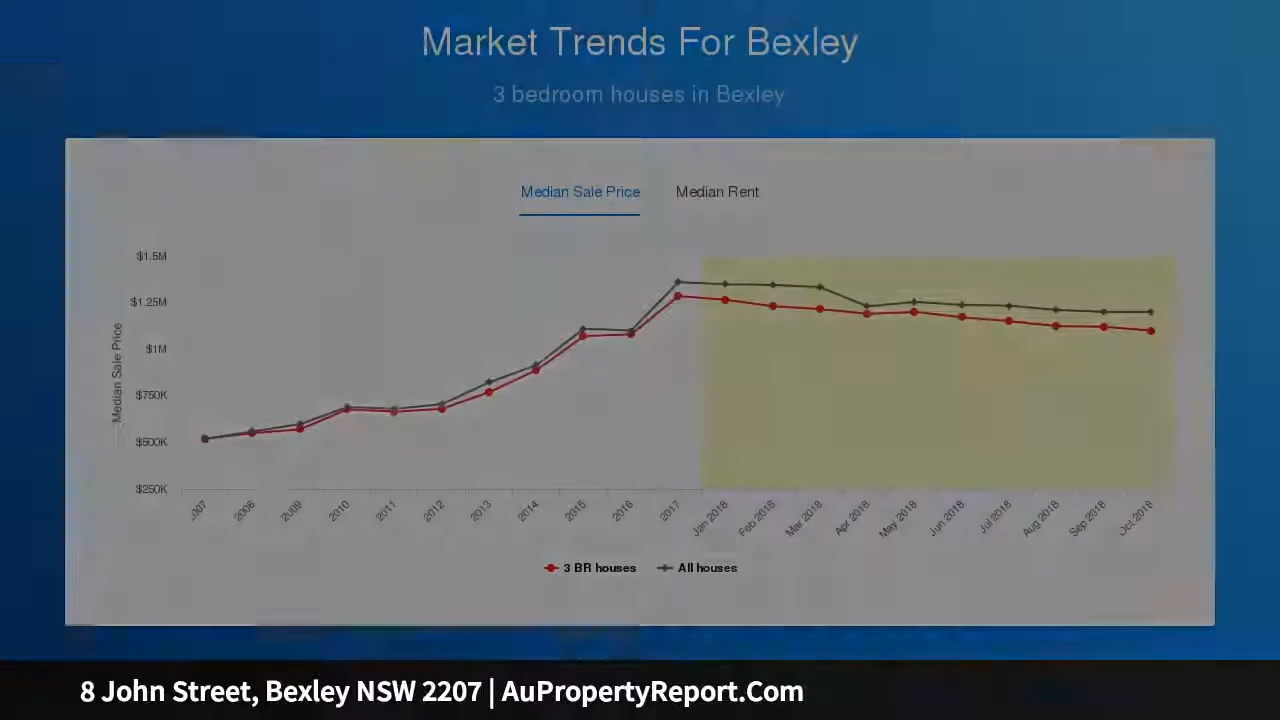 Market Trends For Bexley
3 bedroom houses in Bexley
Median Sale Price Median Rent
$1.5M
$1.25M
$1M
$750K
$500K
$250K
Median Sale Price
2008 2009 2010 2011 2012 2013 2014 2015 2016 2017 Jan 2018 Feb 2018 Mar 2018 Apr 2018 May 2018 Jun 2018 Jul 2018 Aug 2018 Sep 2018 Oct 2018
3 BR houses All houses
8 John Street, Bexley NSW 2207 | AuPropertyReport.Com